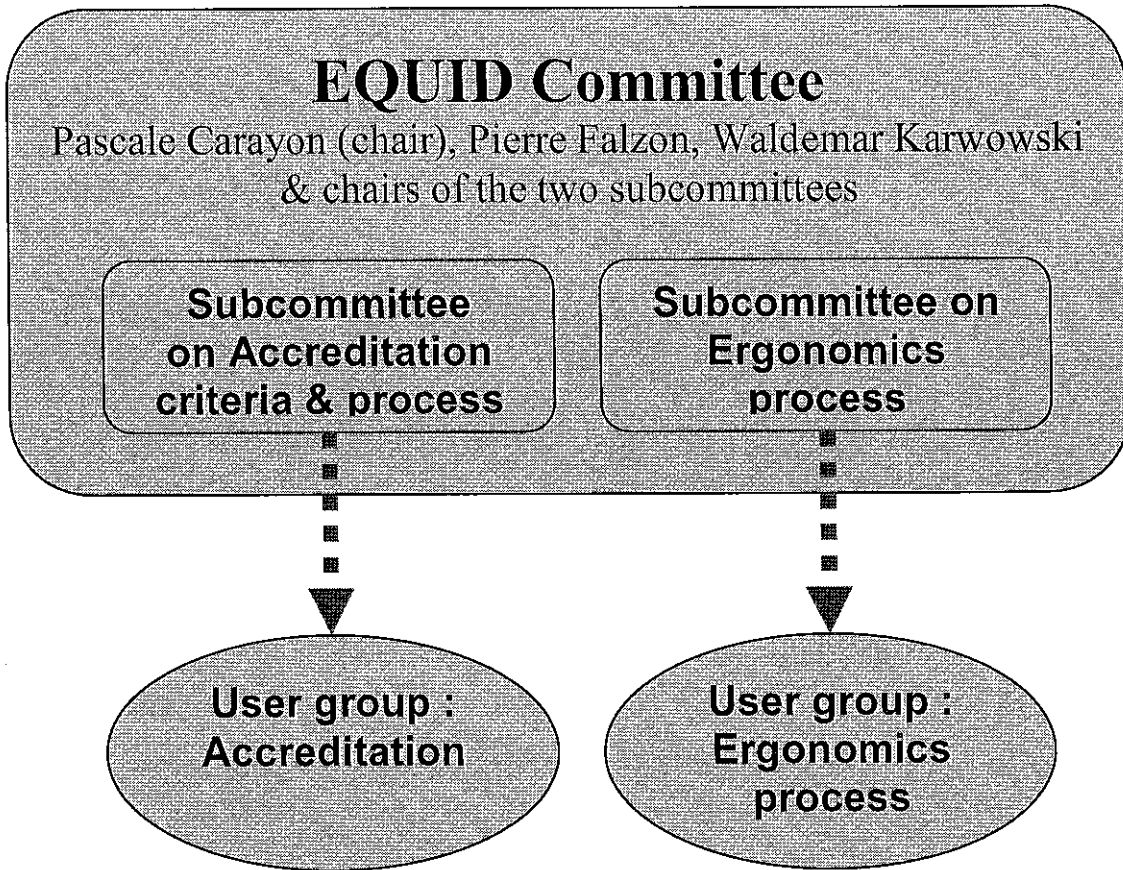 EQUID Committee
Pascale Carayon (chair), Pierre Falzon, Waldemar Karwowski
& chairs of the two subcommittees
Subcommittee
on Accreditation
criteria & process
Subcommittee on
Ergonomics
process
User group :
Accreditation
User group :
Ergonomics
process